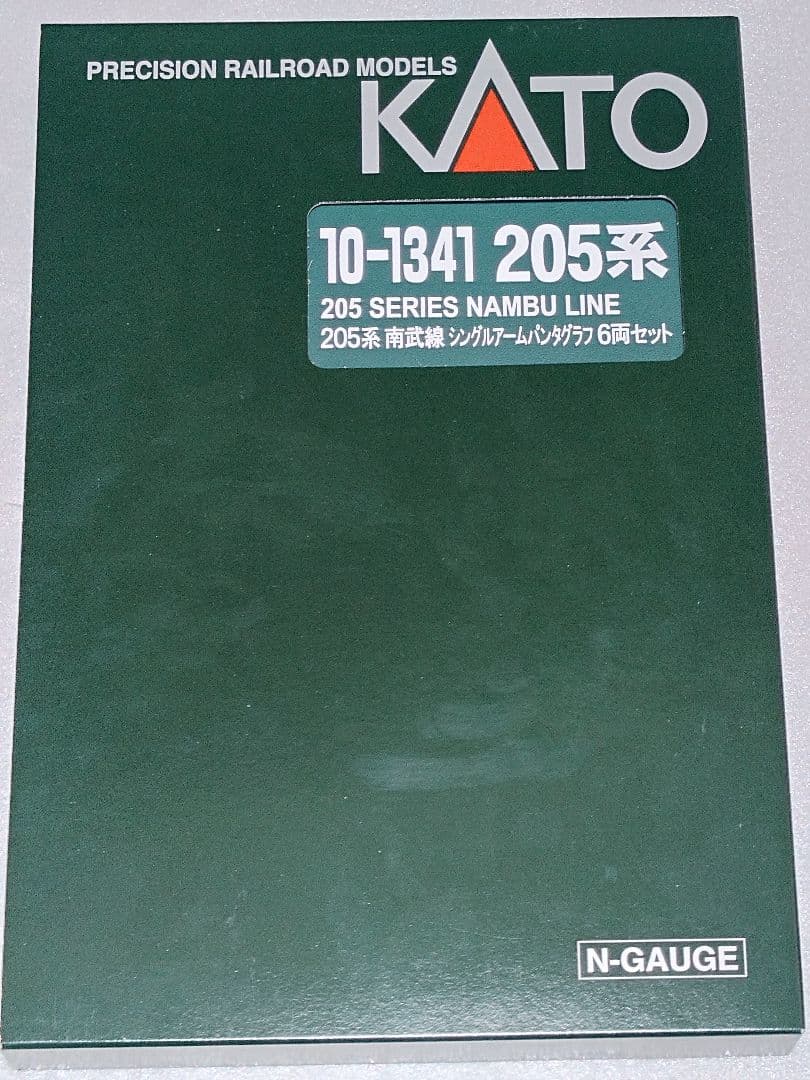 PRECISION RAILROAD MODELS
KATO
10-1341 205系
205 SERIES NAMBU LINE
205系 南武線 シングルアームパンタグラフ 6両セット
N-GAUGE